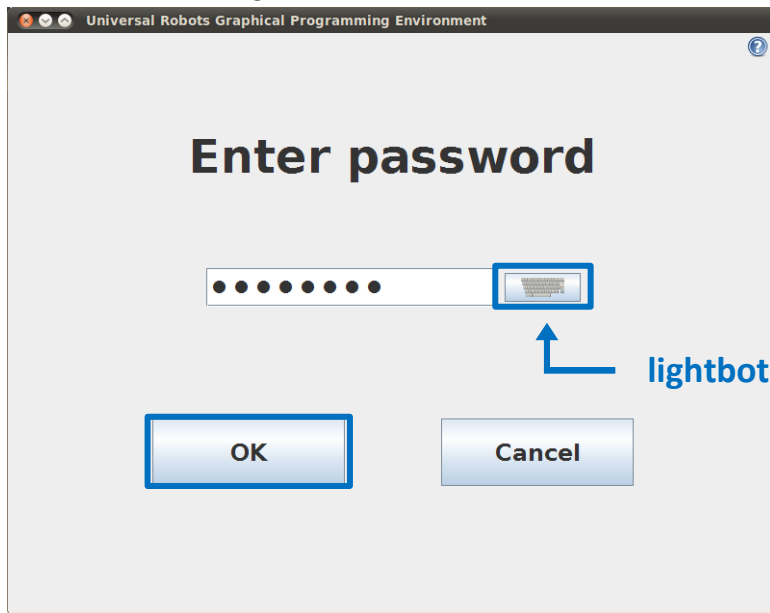 Universal Robots Graphical Programming Environment
?
Enter password
●●●●●●●●
lightbot
OK
Cancel